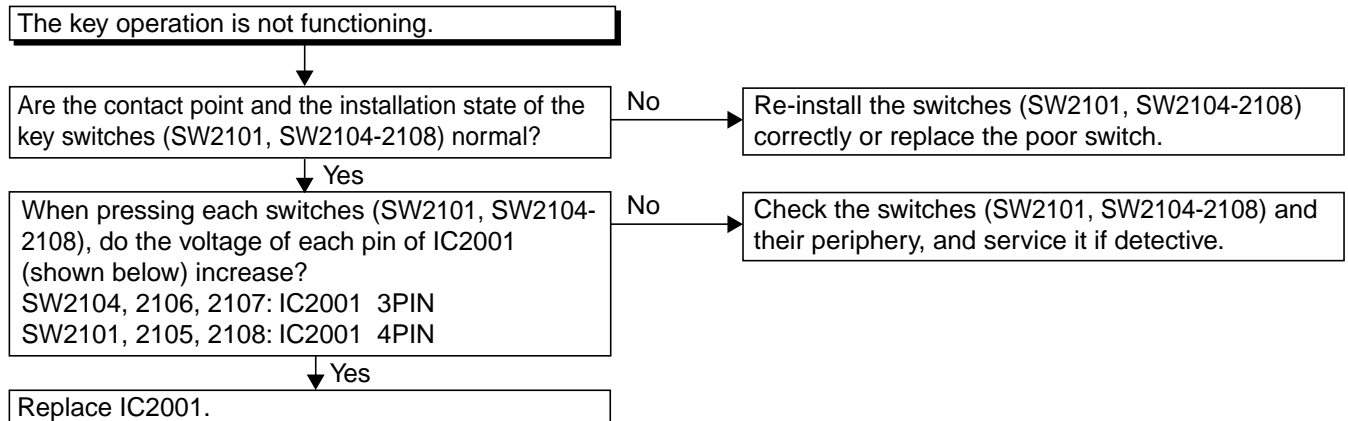 The key operation is not functioning.
Are the contact point and the installation state of the
key switches (SW2101, SW2104-2108) normal?
No
Re-install the switches (SW2101, SW2104-2108)
correctly or replace the poor switch.
Yes
When pressing each switches (SW2101, SW2104-
2108), do the voltage of each pin of IC2001
(shown below) increase?
SW2104, 2106, 2107: IC2001 3PIN
SW2101, 2105, 2108: IC2001 4PIN
No
Check the switches (SW2101, SW2104-2108) and
their periphery, and service it if detective.
Yes
Replace IC2001.